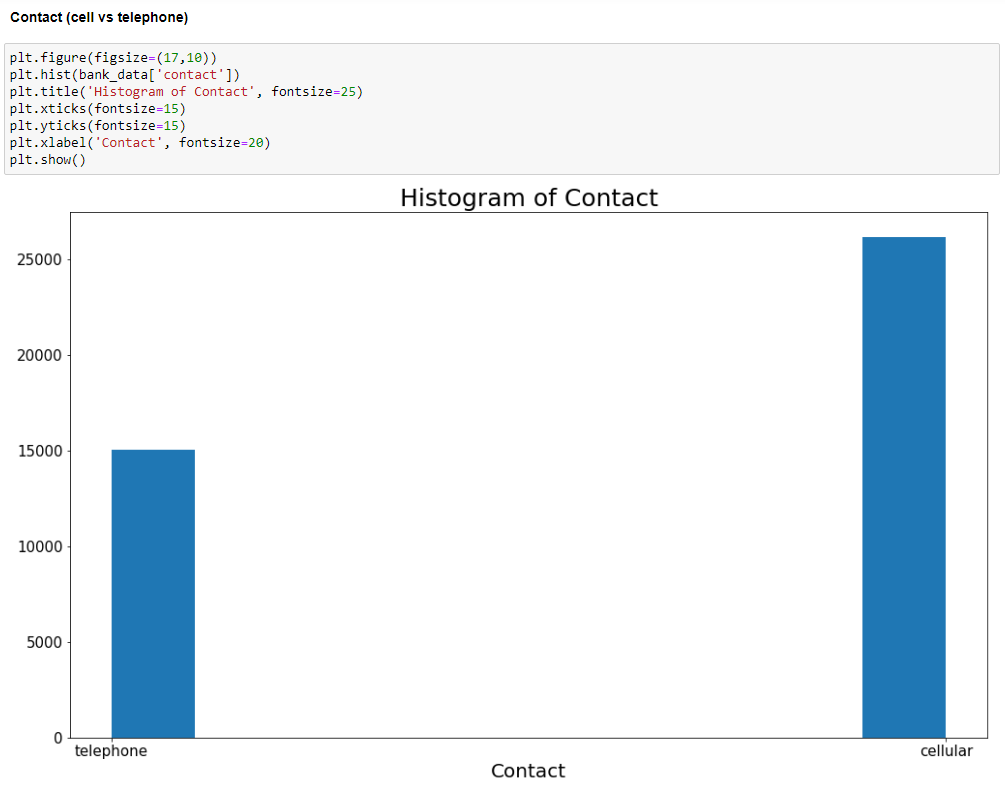 Contact (cell vs telephone)
plt.figure(figsize=(17,10))
plt.hist(bank_data['contact'])
plt.title('Histogram of Contact', fontsize=25)
plt.xticks(fontsize=15)
plt.yticks(fontsize=15)
plt.xlabel('Contact', fontsize=20)
plt.show()
Histogram of Contact
25000
20000
15000
10000
5000
0
telephone cellular
Contact